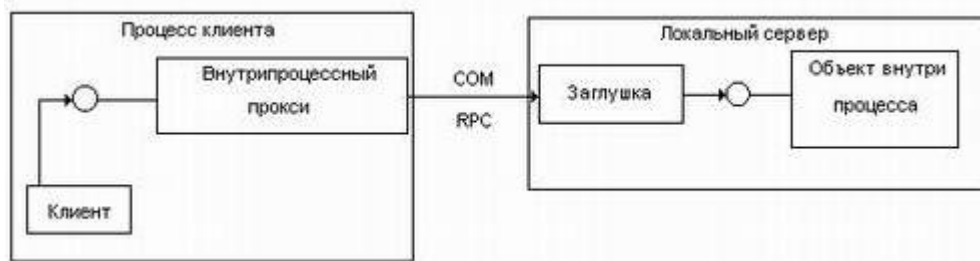 Процесс клиента
Внутрипроцессный
прокси
Клиент
COM
RPC
Локальный сервер
Заглушка
Объект внутри
процесса